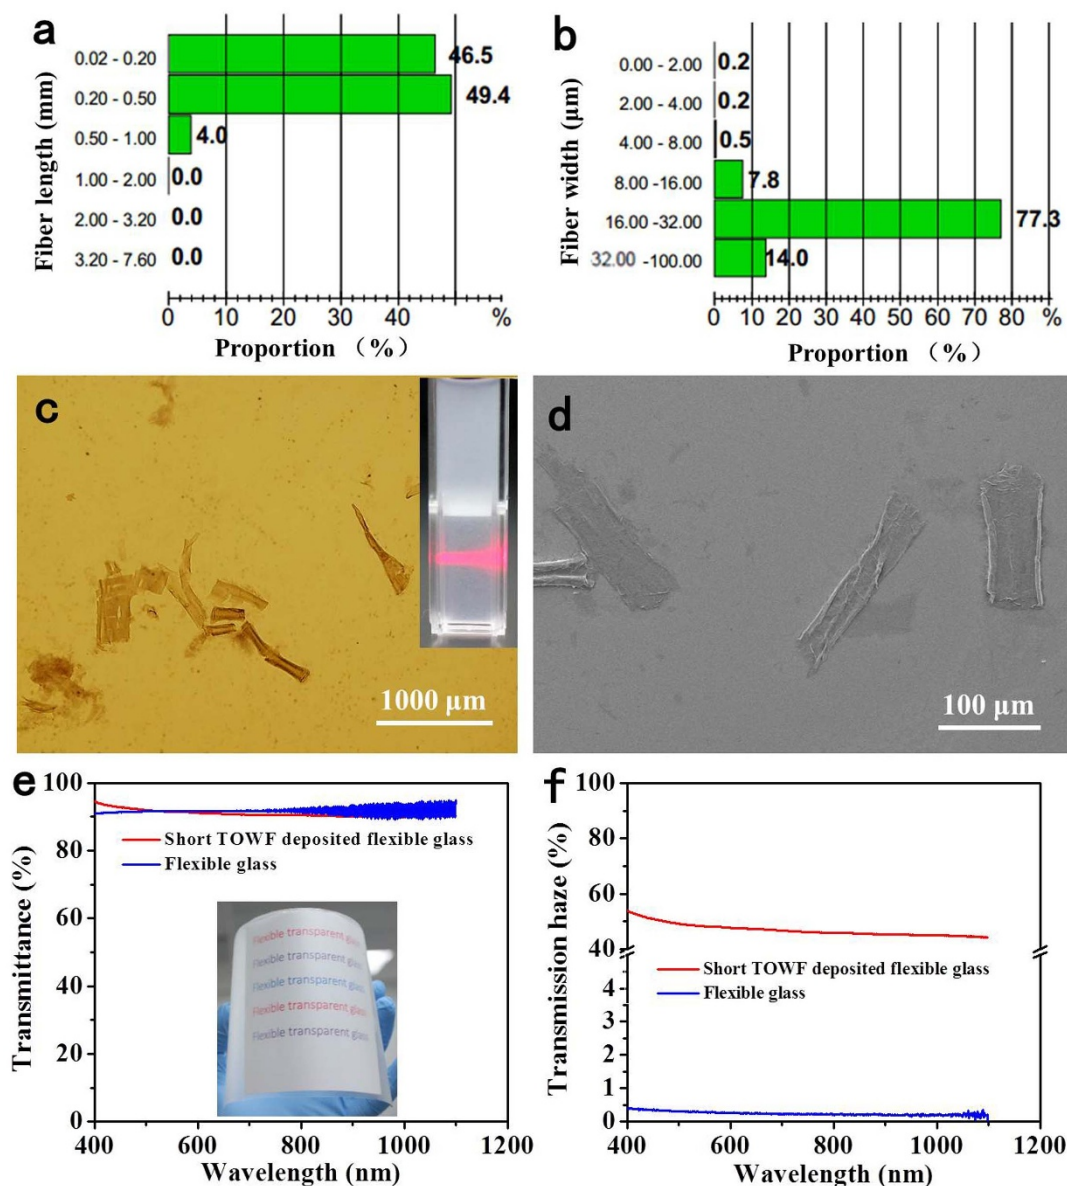 a
Fiber length (mm)
0.02 - 0.20
46.5
0.20 - 0.50
49.4
0.50 - 1.00
4.0
1.00 - 2.00
0.0
2.00 - 3.20
0.0
3.20 - 7.60
0.0
0 10 20 30 40 %
Proportion （%）
b
Fiber width (μm)
0.00 - 2.00
0.2
2.00 - 4.00
0.2
4.00 - 8.00
0.5
8.00 -16.00
7.8
16.00 -32.00
77.3
32.00 -100.00
14.0
0 10 20 30 40 50 60 70 80 %
Proportion （%）
c
1000 μm
d
100 μm
e
Transmittance (%)
100
80
60
40
20
0
Short TOWF deposited flexible glass
Flexible glass
Flexible transparent glass
Flexible transparent glass
Flexible transparent glass
Flexible transparent glass
Flexible transparent glass
400 600 800 1000 1200
Wavelength (nm)
f
Transmission haze (%)
100
80
60
40
4
3
2
1
0
Short TOWF deposited flexible glass
Flexible glass
400 600 800 1000 1200
Wavelength (nm)